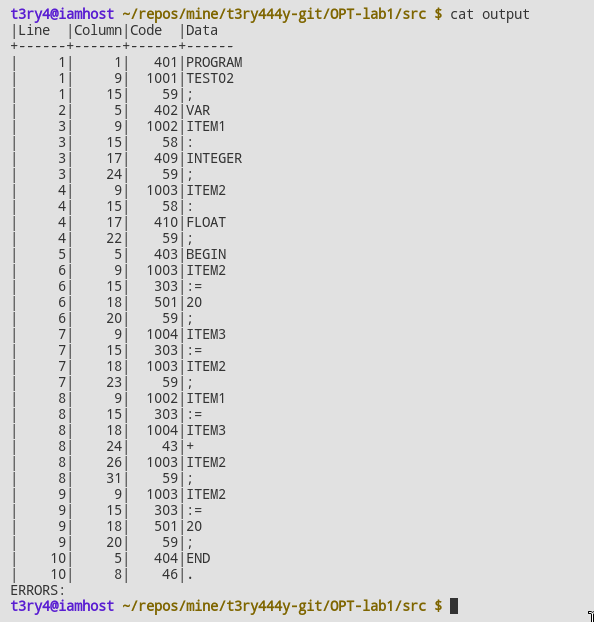 t3ry4@iamhost ~/repos/mine/t3ry444y-git/OPT-lab1/src $ cat output
|Line  |Column|Code  |Data
+------+------+------+------
|     1|     1|   401|PROGRAM
|     1|     9|  1001|TEST02
|     1|    15|    59|;
|     2|     5|   402|VAR
|     3|     9|  1002|ITEM1
|     3|    15|    58|:
|     3|    17|   409|INTEGER
|     3|    24|    59|;
|     4|     9|  1003|ITEM2
|     4|    15|    58|:
|     4|    17|   410|FLOAT
|     4|    22|    59|;
|     5|     5|   403|BEGIN
|     6|     9|  1003|ITEM2
|     6|    15|   303|:=
|     6|    18|   501|20
|     6|    20|    59|;
|     7|     9|  1004|ITEM3
|     7|    15|   303|:=
|     7|    18|  1003|ITEM2
|     7|    23|    59|;
|     8|     9|  1002|ITEM1
|     8|    15|   303|:=
|     8|    18|  1004|ITEM3
|     8|    24|    43|+
|     8|    26|  1003|ITEM2
|     8|    31|    59|;
|     9|     9|  1003|ITEM2
|     9|    15|   303|:=
|     9|    18|   501|20
|     9|    20|    59|;
|    10|     5|   404|END
|    10|     8|    46|.
ERRORS:
t3ry4@iamhost ~/repos/mine/t3ry444y-git/OPT-lab1/src $